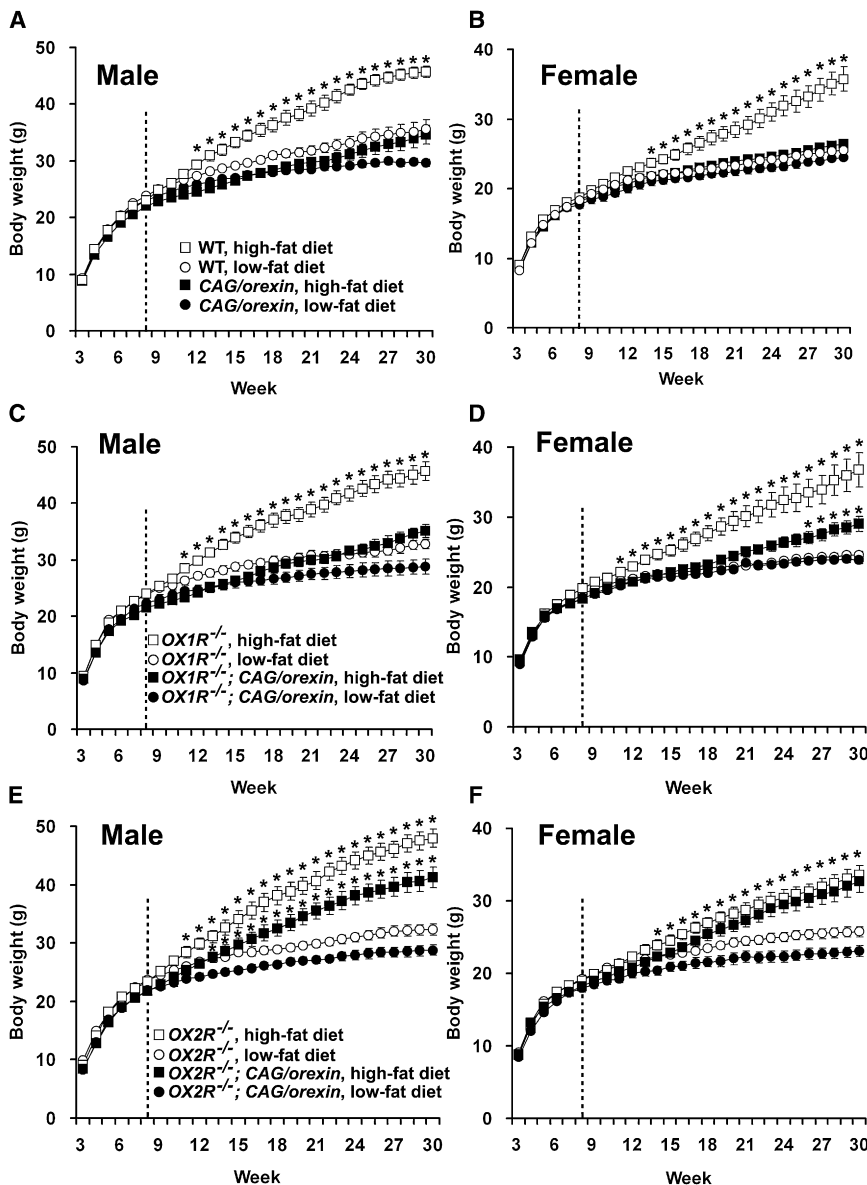 A
Male
50
40
30
20
10
0
Body weight (g)
* * * * * * * * * * * * * * * * * * *
WT, high-fat diet
WT, low-fat diet
CAG/orexin, high-fat diet
CAG/orexin, low-fat diet
3 6 9 12 15 18 21 24 27 30
Week
B
Female
40
30
20
10
0
Body weight (g)
* * * * * * * * * * * * * * * * *
3 6 9 12 15 18 21 24 27 30
Week
C
Male
50
40
30
20
10
0
Body weight (g)
* * * * * * * * * * * * * * * * * * * *
OX1R-/-, high-fat diet
OX1R-/-, low-fat diet
OX1R-/-; CAG/orexin, high-fat diet
OX1R-/-; CAG/orexin, low-fat diet
3 6 9 12 15 18 21 24 27 30
Week
D
Female
40
30
20
10
0
Body weight (g)
* * * * * * * * * * * * * * * * * * * *
* * * * *
3 6 9 12 15 18 21 24 27 30
Week
E
Male
50
40
30
20
10
0
Body weight (g)
* * * * * * * * * * * * * * * * * * * *
* * * * * * * * * * * * * * * * * *
OX2R-/-, high-fat diet
OX2R-/-, low-fat diet
OX2R-/-; CAG/orexin, high-fat diet
OX2R-/-; CAG/orexin, low-fat diet
3 6 9 12 15 18 21 24 27 30
Week
F
Female
40
30
20
10
0
Body weight (g)
* * * * * * * * * * * * * * * * *
3 6 9 12 15 18 21 24 27 30
Week